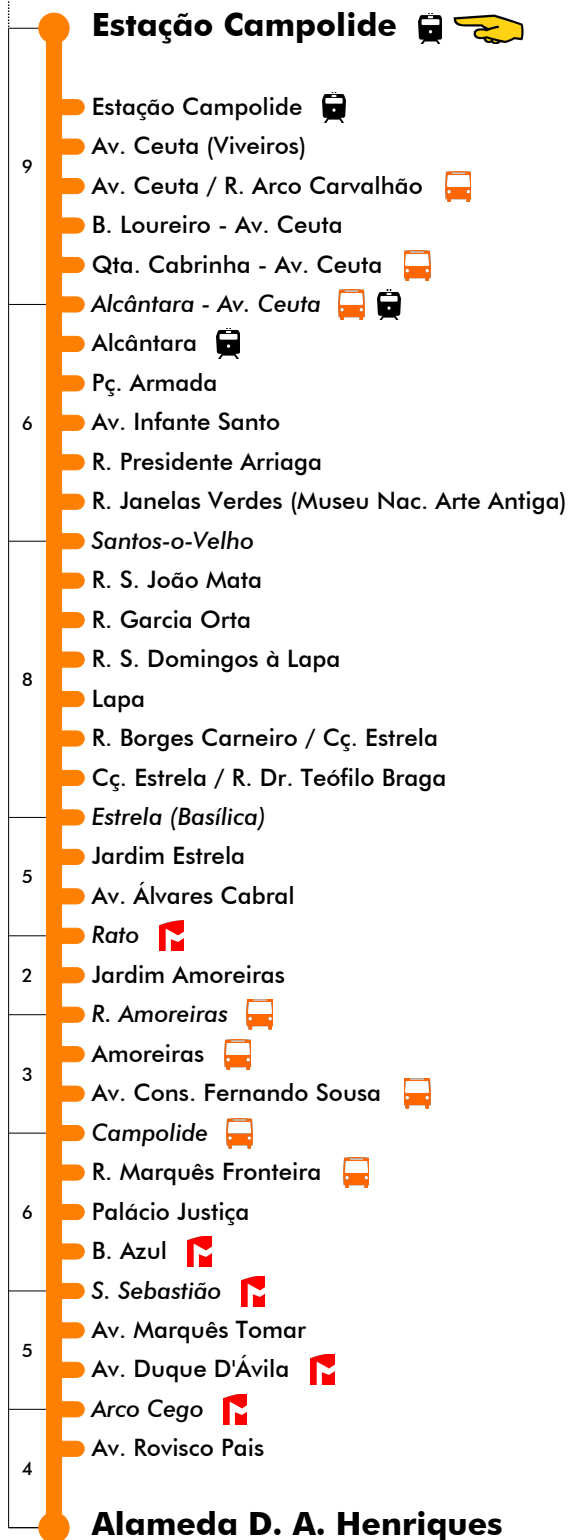 Estação Campolide
Estação Campolide
Av. Ceuta (Viveiros)
9
Av. Ceuta / R. Arco Carvalhão
B. Loureiro - Av. Ceuta
Qta. Cabrinha - Av. Ceuta
Alcântara - Av. Ceuta
Alcântara
Pç. Armada
6
Av. Infante Santo
R. Presidente Arriaga
R. Janelas Verdes (Museu Nac. Arte Antiga)
Santos-o-Velho
R. S. João Mata
R. Garcia Orta
R. S. Domingos à Lapa
8
Lapa
R. Borges Carneiro / Cç. Estrela
Cç. Estrela / R. Dr. Teófilo Braga
Estrela (Basílica)
Jardim Estrela
5
Av. Álvares Cabral
Rato
2
Jardim Amoreiras
R. Amoreiras
Amoreiras
3
Av. Cons. Fernando Sousa
Campolide
R. Marquês Fronteira
6
Palácio Justiça
B. Azul
S. Sebastião
Av. Marquês Tomar
5
Av. Duque D'Ávila
Arco Cego
Av. Rovisco Pais
4
Alameda D. A. Henriques